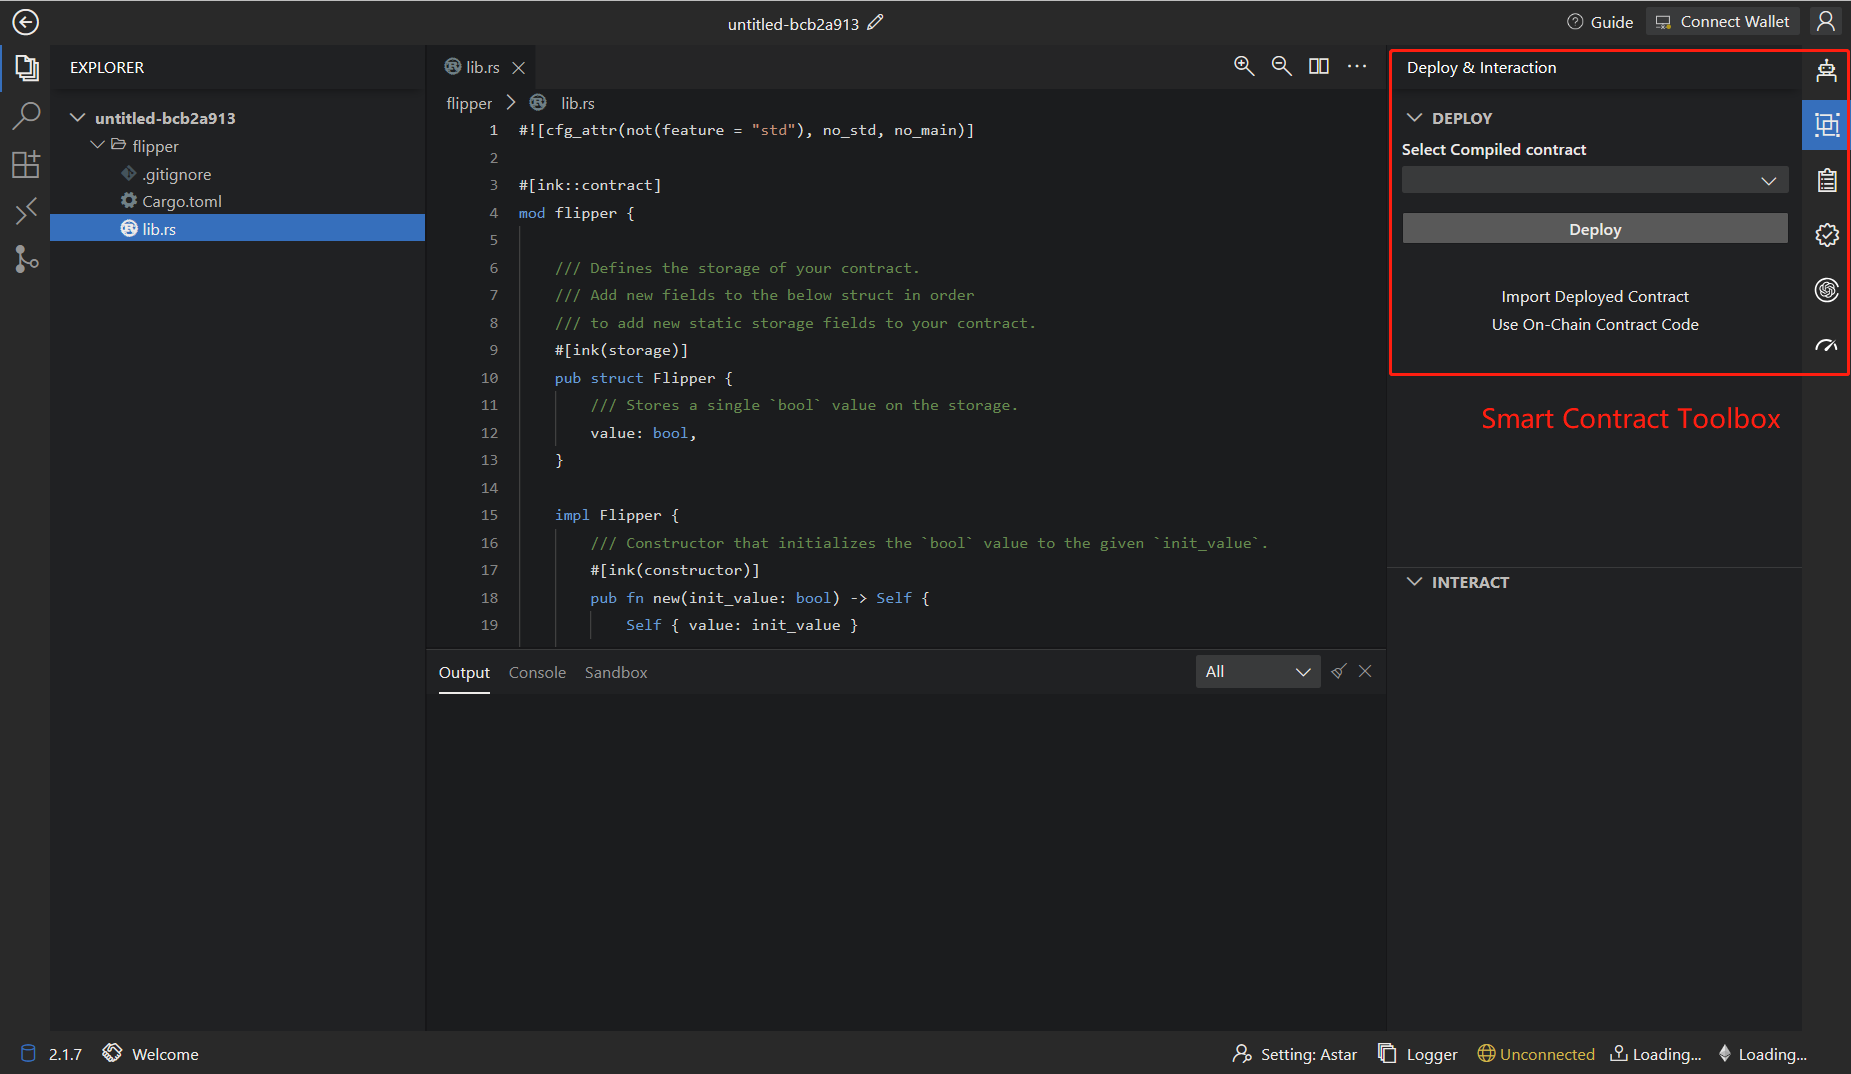 untitled-bcb2a913
Guide
Connect Wallet
EXPLORER
untitled-bcb2a913
flipper
.gitignore
Cargo.toml
lib.rs
lib.rs
flipper > lib.rs
1 #![cfg_attr(not(feature = "std"), no_std, no_main)]
2
3 #[ink::contract]
4 mod flipper {
5
6 /// Defines the storage of your contract.
7 /// Add new fields to the below struct in order
8 /// to add new static storage fields to your contract.
9 #[ink(storage)]
10 pub struct Flipper {
11 /// Stores a single `bool` value on the storage.
12 value: bool,
13 }
14
15 impl Flipper {
16 /// Constructor that initializes the `bool` value to the given `init_value`.
17 #[ink(constructor)]
18 pub fn new(init_value: bool) -> Self {
19 Self { value: init_value }
Output Console Sandbox
All
Deploy & Interaction
DEPLOY
Select Compiled contract
Deploy
Import Deployed Contract
Use On-Chain Contract Code
Smart Contract Toolbox
INTERACT
2.1.7
Welcome
Setting: Astar
Logger
Unconnected
Loading...
Loading...